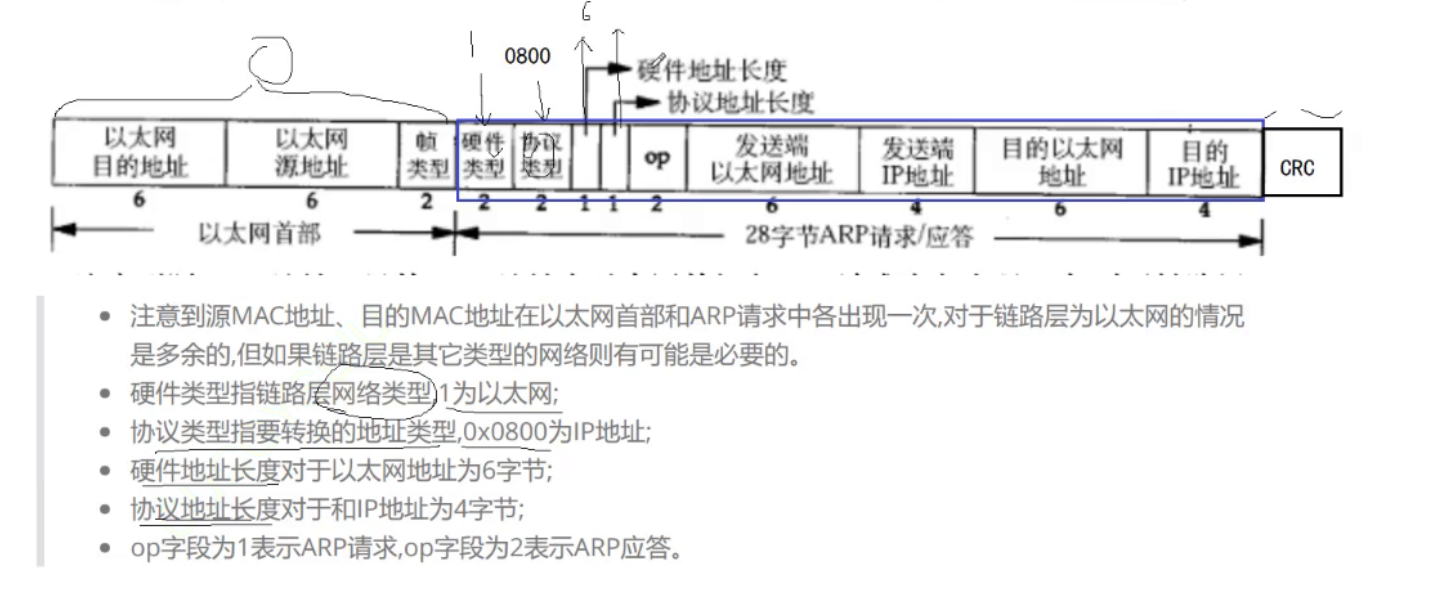 6
1
0800
硬件地址长度
协议地址长度
以太网 以太网 帧 硬件 协议 发送端 发送端 目的以太网 目的
目的地址 源地址 类型 类型 类型 op 以太网地址 IP地址 地址 IP地址 CRC
6 6 2 2 2 1 1 2 6 4 6 4
以太网首部 28字节ARP请求/应答
注意到源MAC地址、目的MAC地址在以太网首部和ARP请求中各出现一次,对于链路层为以太网的情况
是多余的,但如果链路层是其它类型的网络则有可能是必要的。
硬件类型指链路层网络类型,1为以太网;
协议类型指要转换的地址类型,0x0800为IP地址;
硬件地址长度对于以太网地址为6字节;
协议地址长度对于和IP地址为4字节;
op字段为1表示ARP请求,op字段为2表示ARP应答。